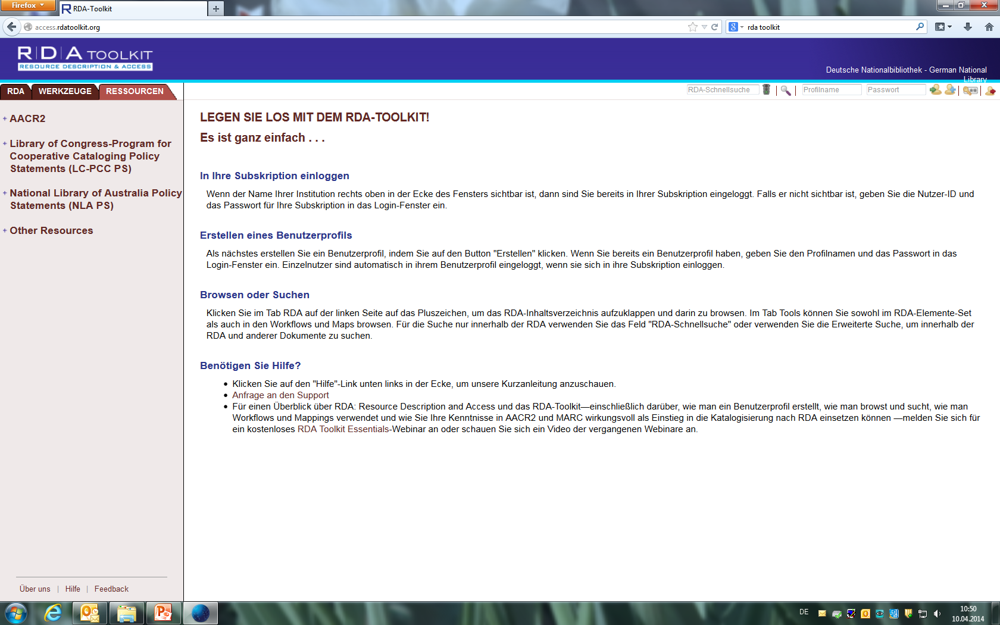 Firefox
RDA-Toolkit
access.rdatoolkit.org
rda toolkit
R|D|A TOOLKIT
RESOURCE DESCRIPTION & ACCESS
Deutsche Nationalbibliothek - German National
Library
RDA
WERKZEUGE
RESSOURCEN
RDA-Schnellsuche
Profilname
Passwort
AACR2
Library of Congress-Program for
Cooperative Cataloging Policy
Statements (LC-PCC PS)
National Library of Australia Policy
Statements (NLA PS)
Other Resources
LEGEN SIE LOS MIT DEM RDA-TOOLKIT!
Es ist ganz einfach . . .
In Ihre Subskription einloggen
Wenn der Name Ihrer Institution rechts oben in der Ecke des Fensters sichtbar ist, dann sind Sie bereits in Ihrer Subskription eingeloggt. Falls er nicht sichtbar ist, geben Sie die Nutzer-ID und
das Passwort für Ihre Subskription in das Login-Fenster ein.
Erstellen eines Benutzerprofils
Als nächstes erstellen Sie ein Benutzerprofil, indem Sie auf den Button "Erstellen" klicken. Wenn Sie bereits ein Benutzerprofil haben, geben Sie den Profilnamen und das Passwort in das
Login-Fenster ein. Einzelnutzer sind automatisch in ihrem Benutzerprofil eingeloggt, wenn sie sich in ihre Subskription einloggen.
Browsen oder Suchen
Klicken Sie im Tab RDA auf der linken Seite auf das Pluszeichen, um das RDA-Inhaltsverzeichnis aufzuklappen und darin zu browsen. Im Tab Tools können Sie sowohl im RDA-Elemente-Set
als auch in den Workflows und Maps browsen. Für die Suche nur innerhalb der RDA verwenden Sie das Feld "RDA-Schnellsuche" oder verwenden Sie die Erweiterte Suche, um innerhalb der
RDA und anderer Dokumente zu suchen.
Benötigen Sie Hilfe?
Klicken Sie auf den "Hilfe"-Link unten links in der Ecke, um unsere Kurzanleitung anzuschauen.
Anfrage an den Support
Für einen Überblick über RDA: Resource Description and Access und das RDA-Toolkit—einschließlich darüber, wie man ein Benutzerprofil erstellt, wie man browst und sucht, wie man
Workflows und Mappings verwendet und wie Sie Ihre Kenntnisse in AACR2 und MARC wirkungsvoll als Einstieg in die Katalogisierung nach RDA einsetzen können —melden Sie sich für
ein kostenloses RDA Toolkit Essentials-Webinar an oder schauen Sie sich ein Video der vergangenen Webinare an.
Über uns | Hilfe | Feedback
DE
10:50
10.04.2014